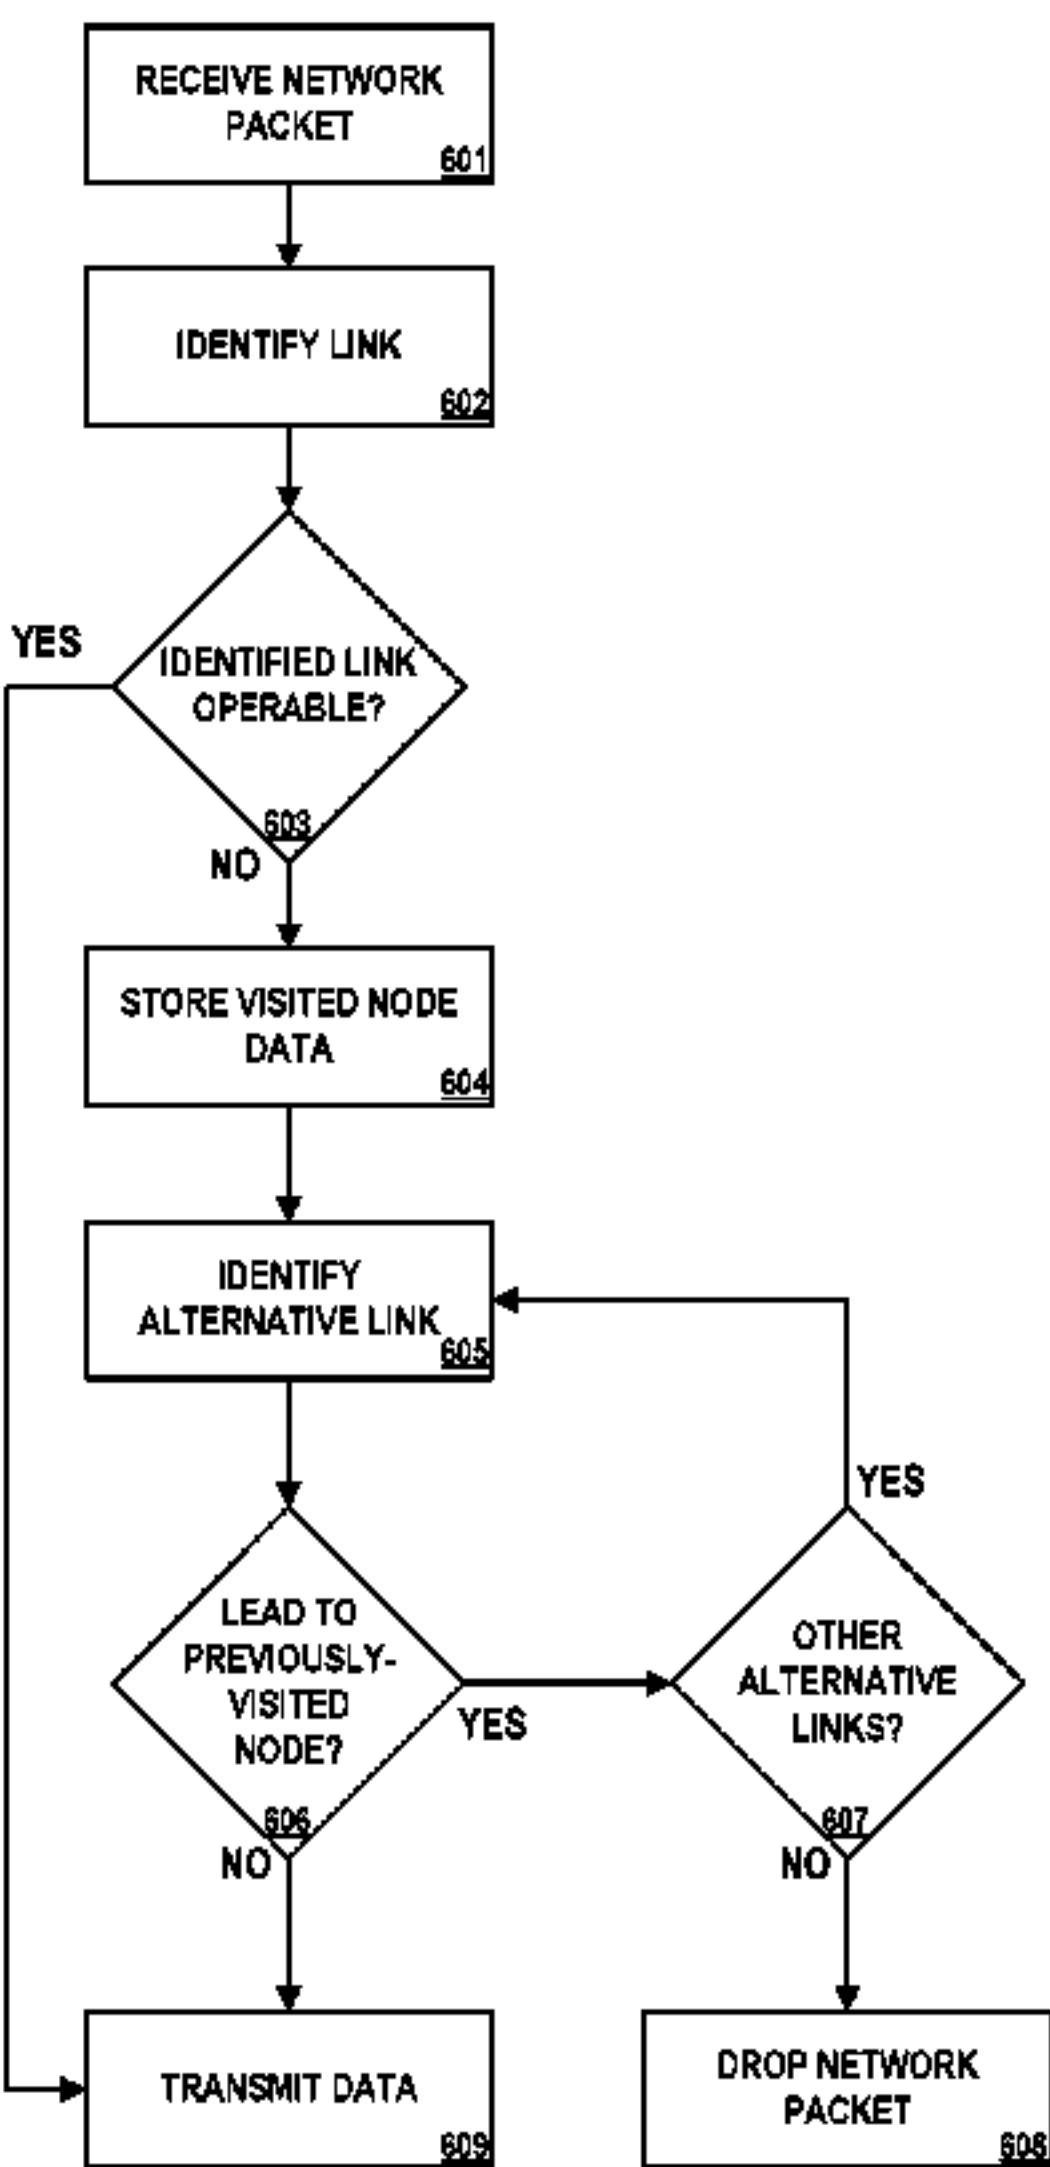 RECEIVE NETWORK
PACKET
601
IDENTIFY LINK
602
YES
IDENTIFIED LINK
OPERABLE?
603
NO
STORE VISITED NODE
DATA
604
IDENTIFY
ALTERNATIVE LINK
605
YES
LEAD TO
PREVIOUSLY-
VISITED
NODE?
606
YES
NO
OTHER
ALTERNATIVE
LINKS?
607
NO
TRANSMIT DATA
609
DROP NETWORK
PACKET
608